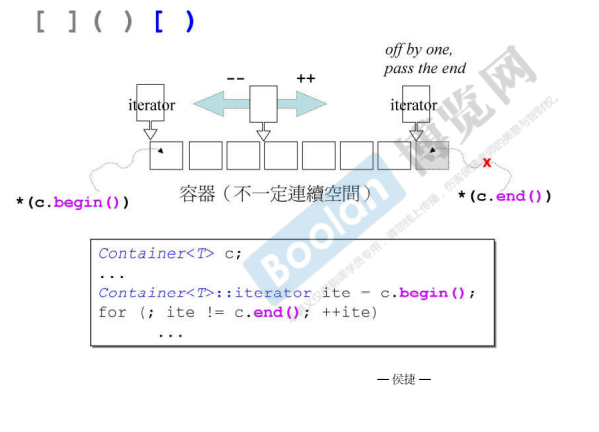 [ ] ( ) [ )
off by one,
pass the end
-- ++
iterator
iterator
x
*(c.begin())
容器（不一定連續空間）
*(c.end())
Boolan 博览网
Container<T> c;
...
Container<T>::iterator ite = c.begin();
for (; ite != c.end(); ++ite)
...
— 侯捷 —